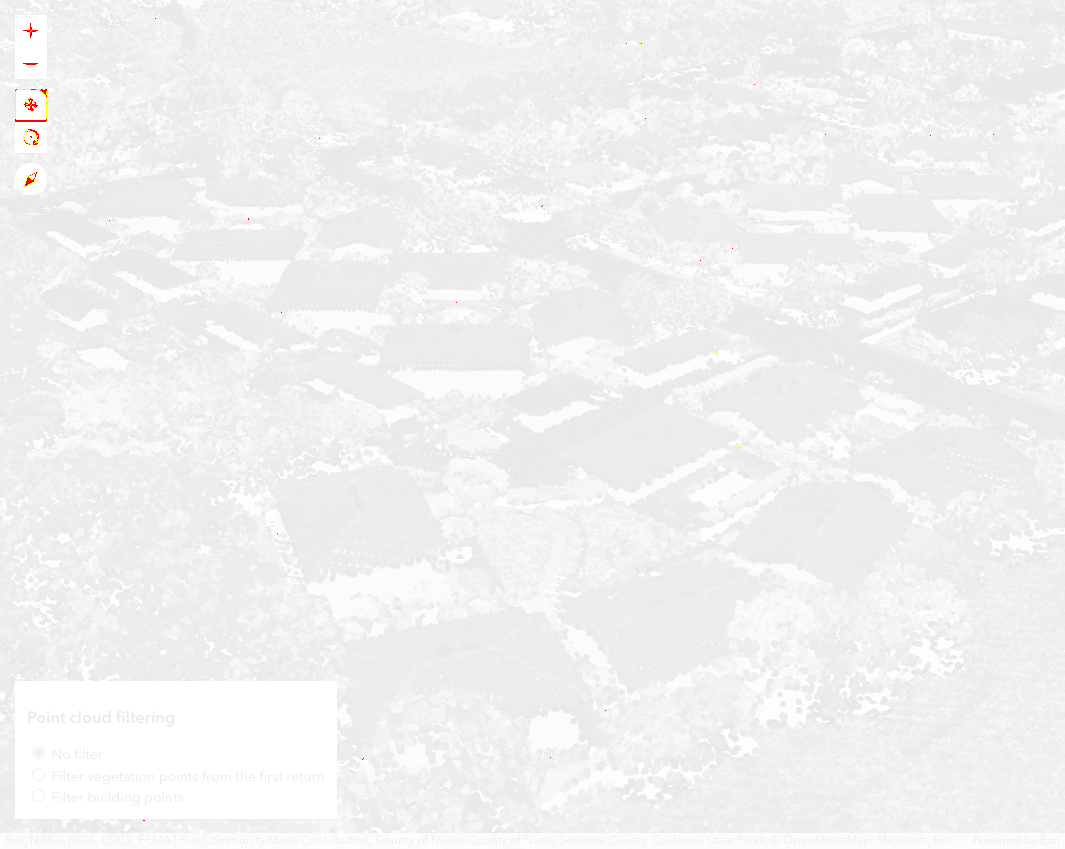 Point cloud filtering
No filter
Filter vegetation points from the first return
Filter building points
Esri, NASA, NGA, USGS, FEMA | Esri Community Maps Contributors, County of Marin, County of Napa, Sonoma County, California State Parks, © OpenStreetMap, Microsoft, Esri... Powered by Esri